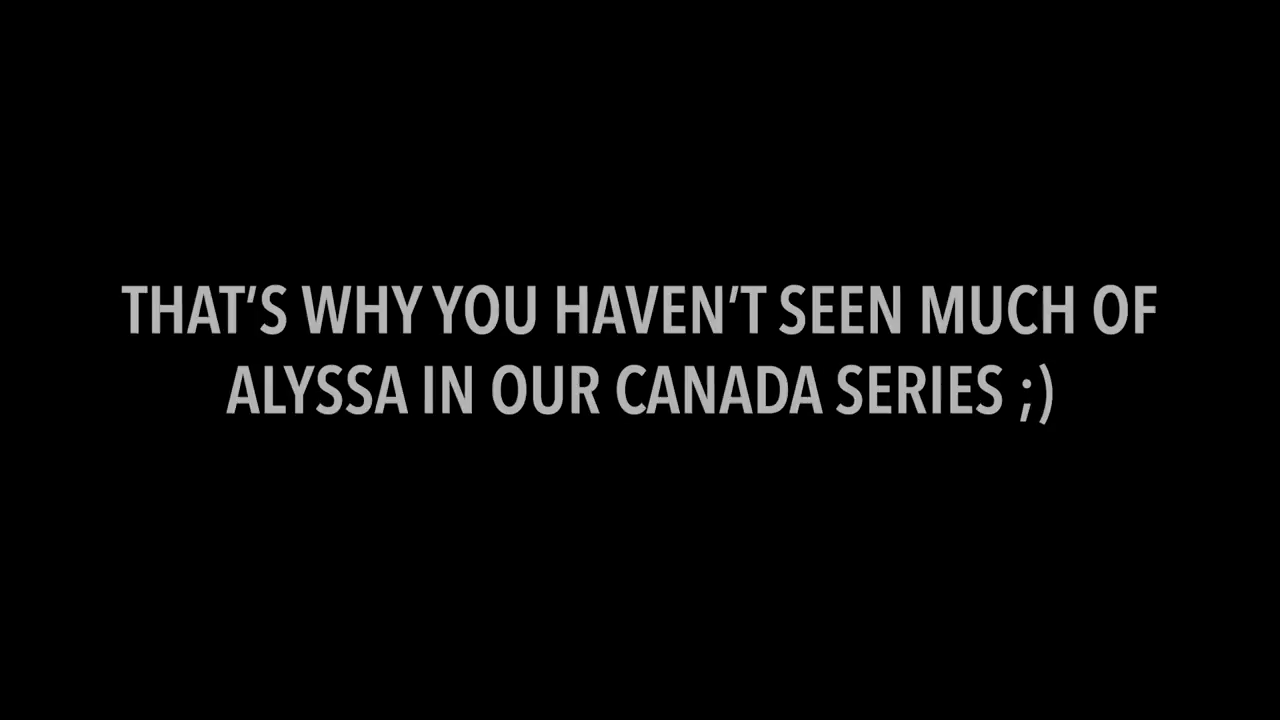 THAT’S WHY YOU HAVEN’T SEEN MUCH OF
ALYSSA IN OUR CANADA SERIES ;)